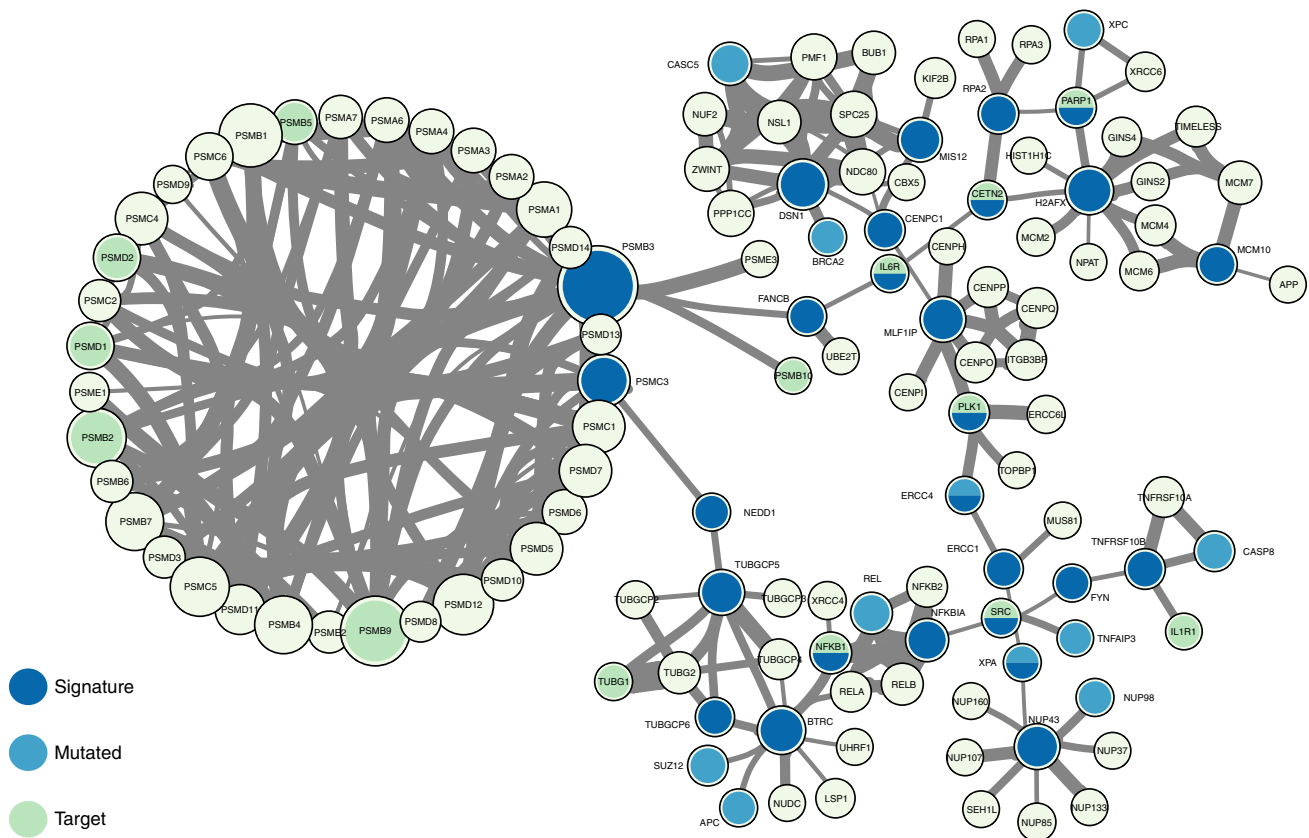 XPC
RPA1
RPA3
BUB1
PMF1
CASC5
KIF2B
XRCC6
RPA2
PARP1
PSMB5
PSMA7
PSMA6
PSMA4
PSMB1
PSMA3
PSMC6
PSMA2
PSMD9
PSMA1
PSMC4
PSMD14
PSMB3
PSMD2
PSMC2
PSMD13
PSMD1
PSMC3
PSME1
PSMC1
PSMB2
PSMD7
PSMB6
PSMD6
PSMB7
PSMD5
PSMD3
PSMD10
PSMC5
PSMD12
PSMD11
PSMD8
PSMB4
PSME2
PSMB9
NUF2
NSL1
SPC25
MIS12
ZWINT
NDC80
CBX5
DSN1
PPP1CC
CENPC1
BRCA2
HIST1H1C
GINS4
TIMELESS
CETN2
H2AFX
GINS2
MCM7
MCM2
MCM4
NPAT
MCM6
MCM10
APP
CENPH
PSME3
IL6R
FANCB
CENPP
CENPQ
MLF1IP
UBE2T
CENPO
ITGB3BP
PSMB10
CENPI
PLK1
ERCC6L
TOPBP1
ERCC4
NEDD1
MUS81
TNFRSF10A
ERCC1
TNFRSF10B
CASP8
TUBGCP5
REL
NFKB2
FYN
TUBGCP2
TUBGCP3
XRCC4
NFKBIA
SRC
IL1R1
TNFAIP3
NFKB1
TUBGCP4
XPA
TUBG2
TUBG1
RELA
RELB
NUP160
NUP98
TUBGCP6
BTRC
NUP43
UHRF1
NUP107
NUP37
SUZ12
LSP1
NUDC
APC
SEH1L
NUP85
NUP133
Signature
Mutated
Target